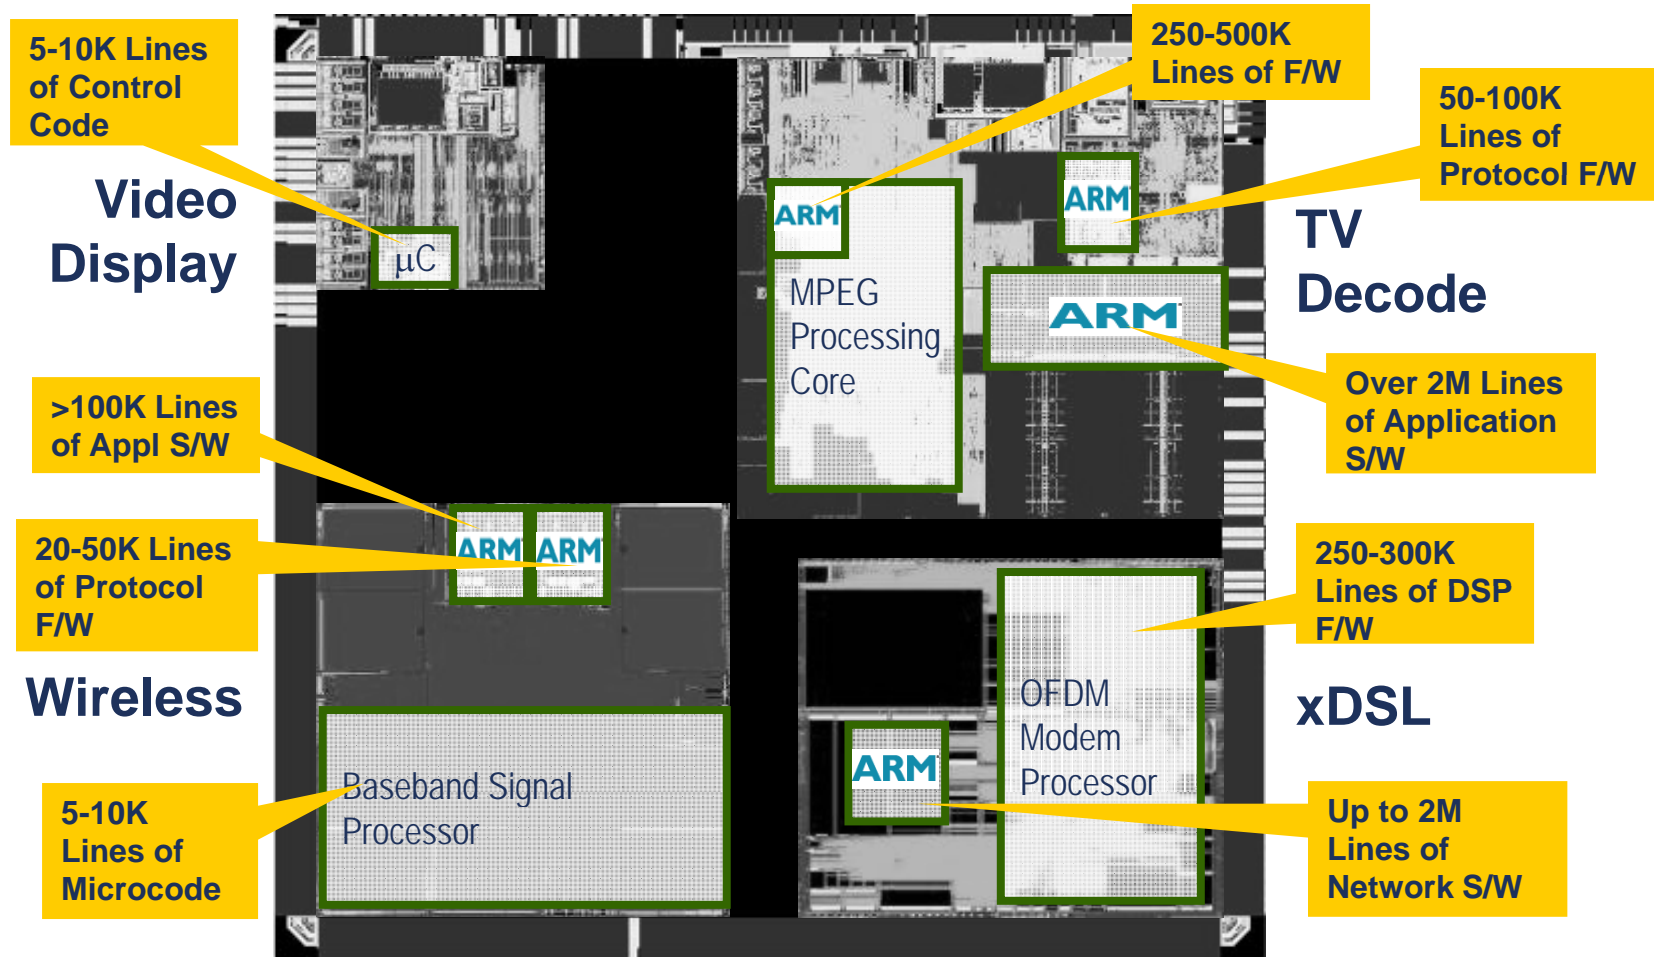 5-10K Lines
of Control
Code
Video
Display
μC
250-500K
Lines of F/W
50-100K
Lines of
Protocol F/W
ARM
ARM
MPEG
Processing
Core
ARM
TV
Decode
Over 2M Lines
of Application
S/W
>100K Lines
of Appl S/W
20-50K Lines
of Protocol
F/W
ARM
ARM
Wireless
Baseband Signal
Processor
5-10K
Lines of
Microcode
250-300K
Lines of DSP
F/W
OFDM
Modem
Processor
ARM
xDSL
Up to 2M
Lines of
Network S/W